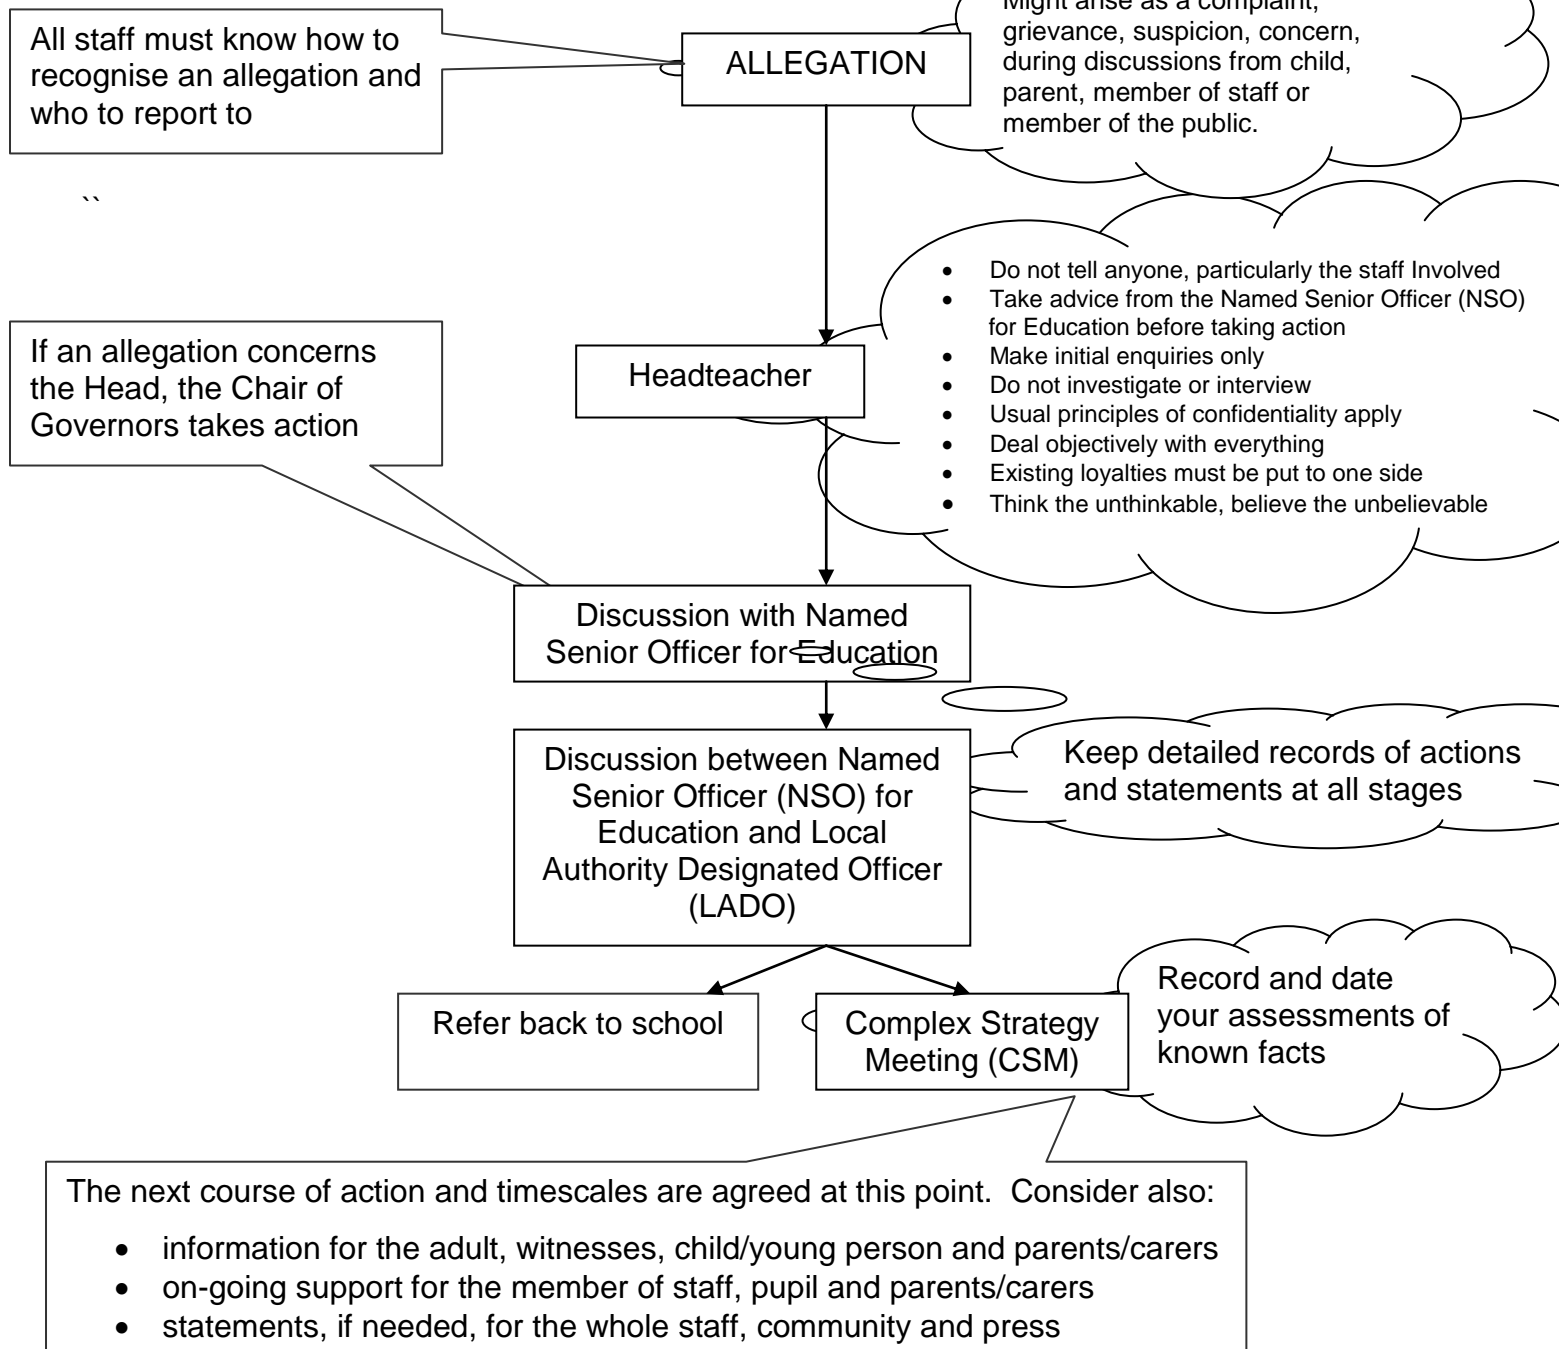 Might arise as a complaint,
grievance, suspicion, concern,
during discussions from child,
parent, member of staff or
member of the public.
All staff must know how to
recognise an allegation and
who to report to
ALLEGATION
``
• Do not tell anyone, particularly the staff Involved
• Take advice from the Named Senior Officer (NSO)
for Education before taking action
• Make initial enquiries only
• Do not investigate or interview
• Usual principles of confidentiality apply
• Deal objectively with everything
• Existing loyalties must be put to one side
• Think the unthinkable, believe the unbelievable
If an allegation concerns
the Head, the Chair of
Governors takes action
Headteacher
Discussion with Named
Senior Officer for Education
Discussion between Named
Senior Officer (NSO) for
Education and Local
Authority Designated Officer
(LADO)
Keep detailed records of actions
and statements at all stages
Refer back to school
Complex Strategy
Meeting (CSM)
Record and date
your assessments of
known facts
The next course of action and timescales are agreed at this point. Consider also:
• information for the adult, witnesses, child/young person and parents/carers
• on-going support for the member of staff, pupil and parents/carers
• statements, if needed, for the whole staff, community and press